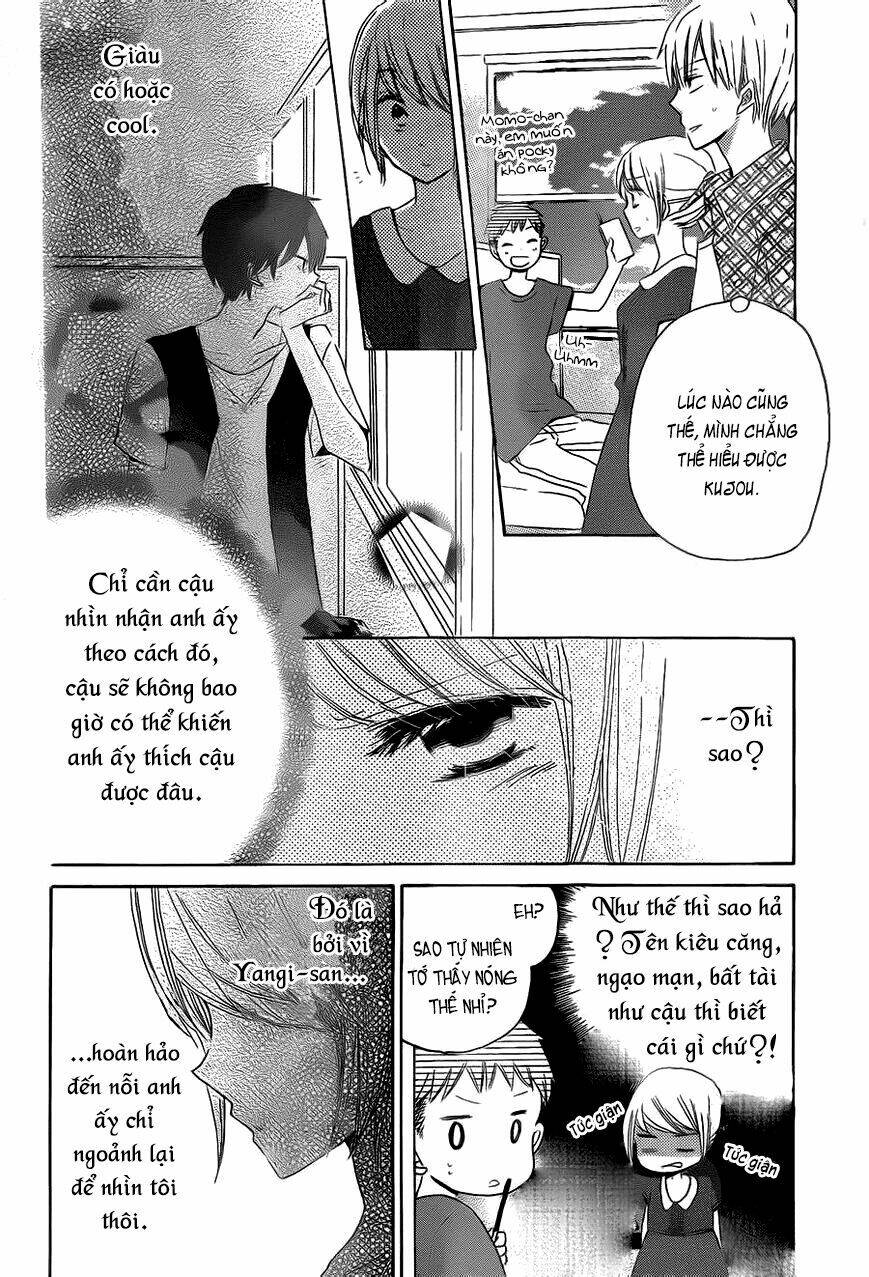 Momo-chan
này, em muốn
ăn pocky
không?
Uh-
Uhmm
LÚC NÀO CŨNG
THẾ, MÌNH CHẲNG
THỂ HIỂU ĐƯỢC
KUJOU.
Giàu
có hoặc
cool.
Chỉ cần cậu
nhìn nhận anh ấy
theo cách đó,
cậu sẽ không bao
giờ có thể khiến
anh ấy thích cậu
được đâu.
--Thì
sao?
Như thế thì sao hả
? Tên kiêu căng,
ngạo mạn, bất tài
như cậu thì biết
cái gì chứ?!
Tức giận
Tức giận
EH?
SAO TỰ NHIÊN
TỚ THẤY NÓNG
THẾ NHỈ?
Đó là
bởi vì
Yangi-san...
...hoàn hảo
đến nỗi anh
ấy chỉ
ngoảnh lại
để nhìn tôi
thôi.